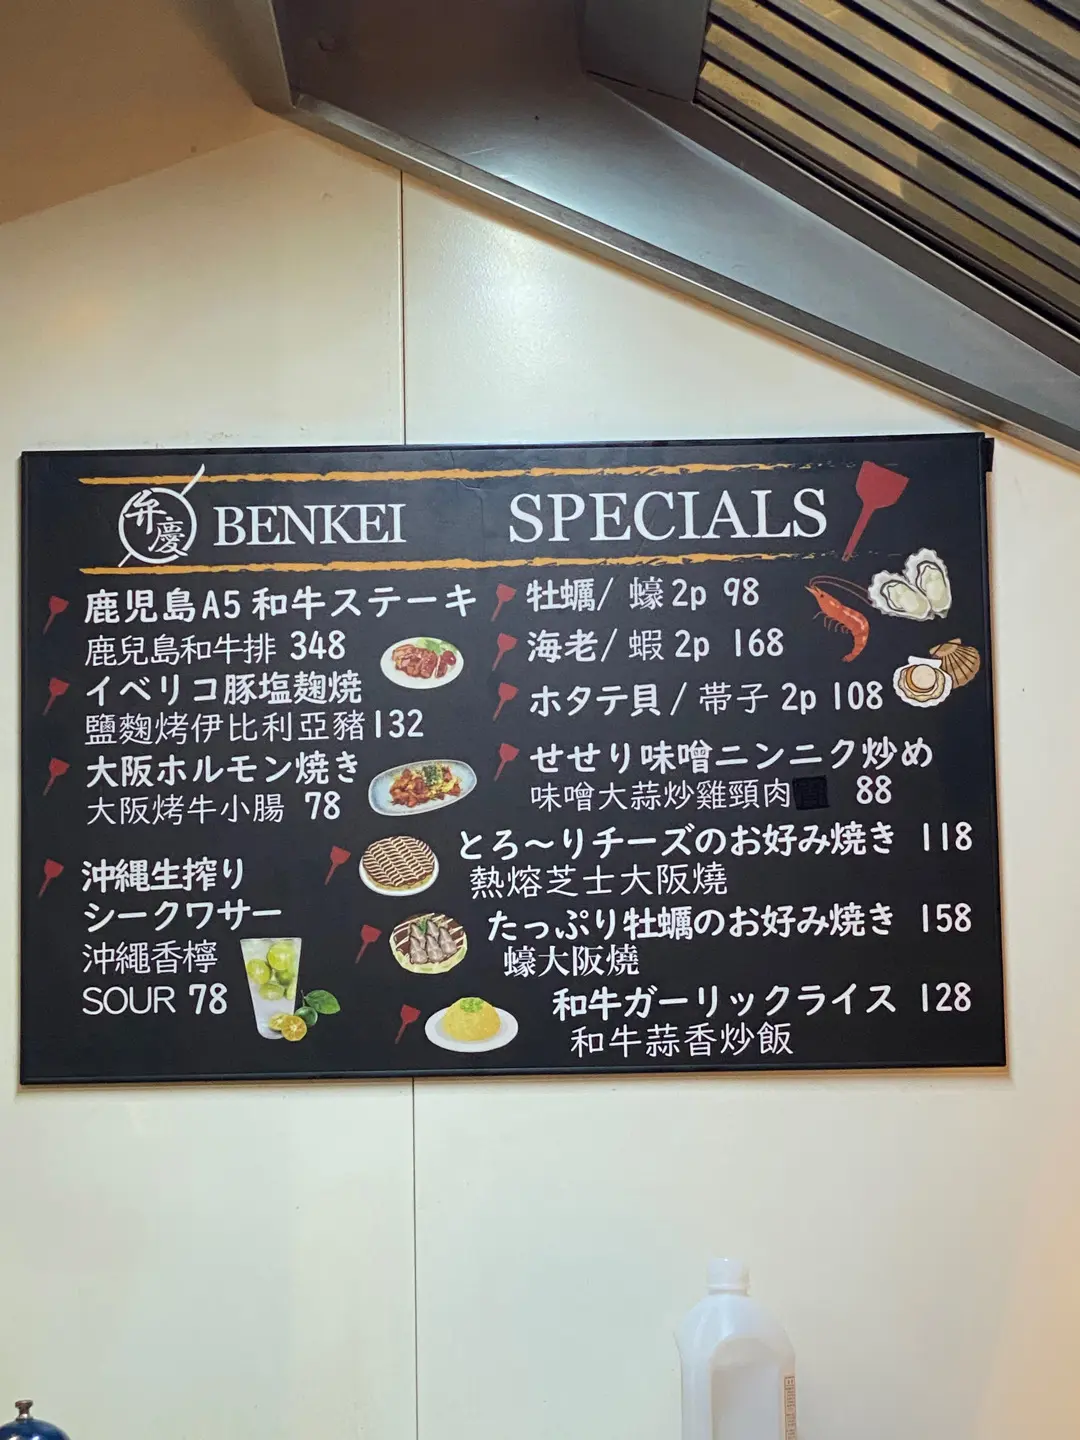 弁慶 BENKEI SPECIALS
鹿児島A5和牛ステーキ
鹿兒島和牛排 348
イベリコ豚塩麹焼
鹽麴烤伊比利亞豬132
大阪ホルモン焼き
大阪烤牛小腸 78
沖縄生搾り
シークワサー
沖繩香檸
SOUR 78
牡蠣/ 蠔 2p 98
海老/ 蝦 2p 168
ホタテ貝 / 帯子 2p 108
せせり味噌ニンニク炒め
味噌大蒜炒雞頸肉 88
とろ〜りチーズのお好み焼き 118
熱熔芝士大阪燒
たっぷり牡蠣のお好み焼き 158
蠔大阪燒
和牛ガーリックライス 128
和牛蒜香炒飯